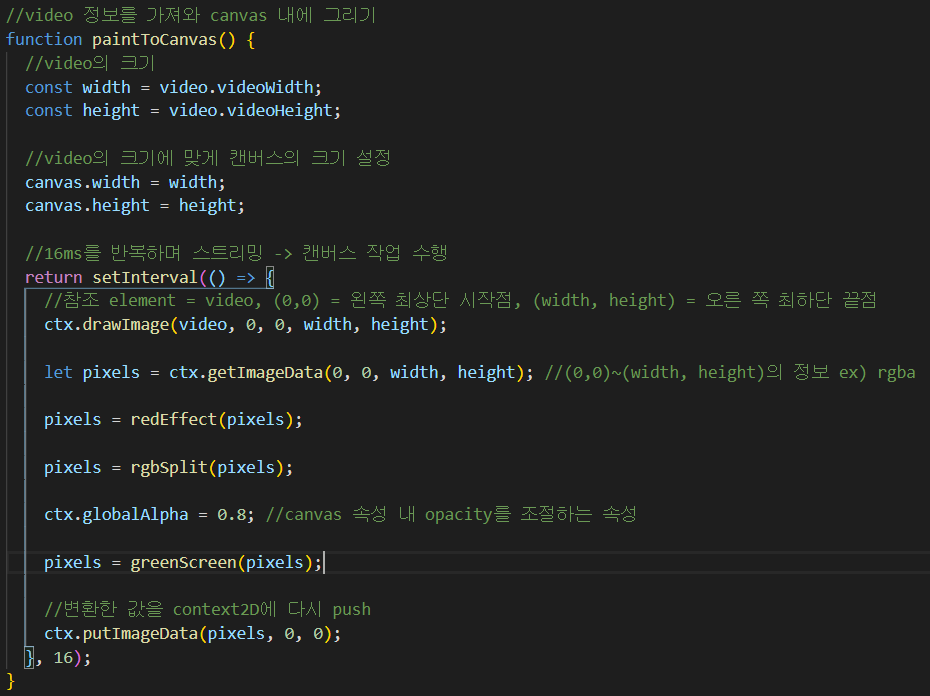 //video 정보를 가져와 canvas 내에 그리기
function paintToCanvas() {
//video의 크기
const width = video.videoWidth;
const height = video.videoHeight;
//video의 크기에 맞게 캔버스의 크기 설정
canvas.width = width;
canvas.height = height;
//16ms를 반복하며 스트리밍 -> 캔버스 작업 수행
return setInterval(() => {
//참조 element = video, (0,0) = 왼쪽 최상단 시작점, (width, height) = 오른 쪽 최하단 끝점
ctx.drawImage(video, 0, 0, width, height);
let pixels = ctx.getImageData(0, 0, width, height); //(0,0)~(width, height)의 정보 ex) rgba
pixels = redEffect(pixels);
pixels = rgbSplit(pixels);
ctx.globalAlpha = 0.8; //canvas 속성 내 opacity를 조절하는 속성
pixels = greenScreen(pixels);
//변환한 값을 context2D에 다시 push
ctx.putImageData(pixels, 0, 0);
}, 16);
}